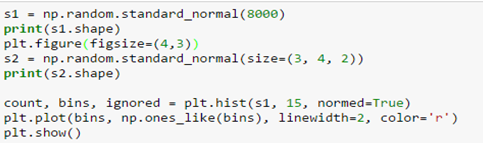 s1 = np.random.standard_normal(8000)
print(s1.shape)
plt.figure(figsize=(4,3))
s2 = np.random.standard_normal(size=(3, 4, 2))
print(s2.shape)
count, bins, ignored = plt.hist(s1, 15, normed=True)
plt.plot(bins, np.ones_like(bins), linewidth=2, color='r')
plt.show()